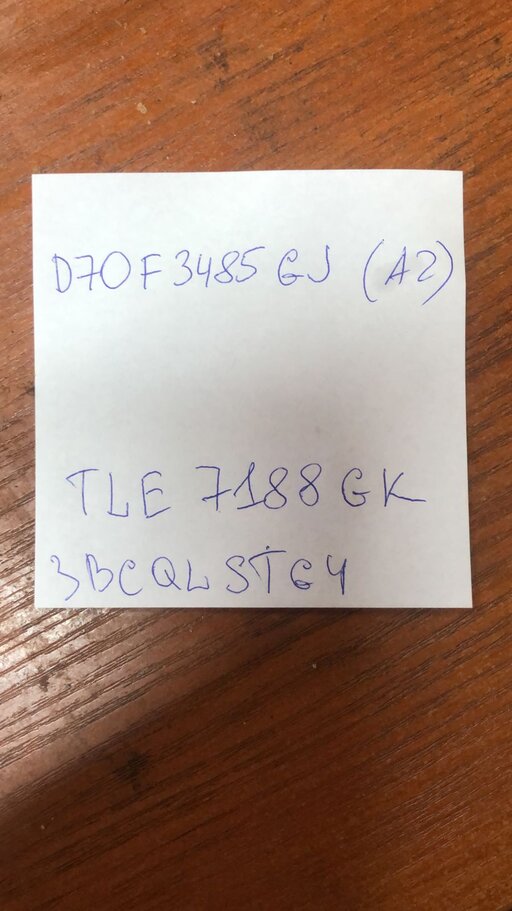 D70F3485GJ (A2)
TLE 7188GK
3BCQLSTG4